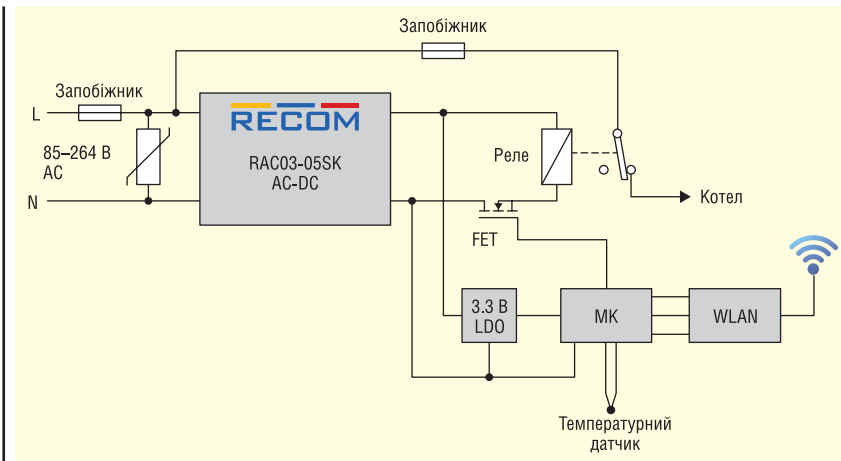 Запобіжник
Запобіжник
L
85–264 В
AC
N
RECOM
RAC03-05SK
AC-DC
Реле
Котел
FET
3.3 В
LDO
МК
WLAN
Температурний
датчик